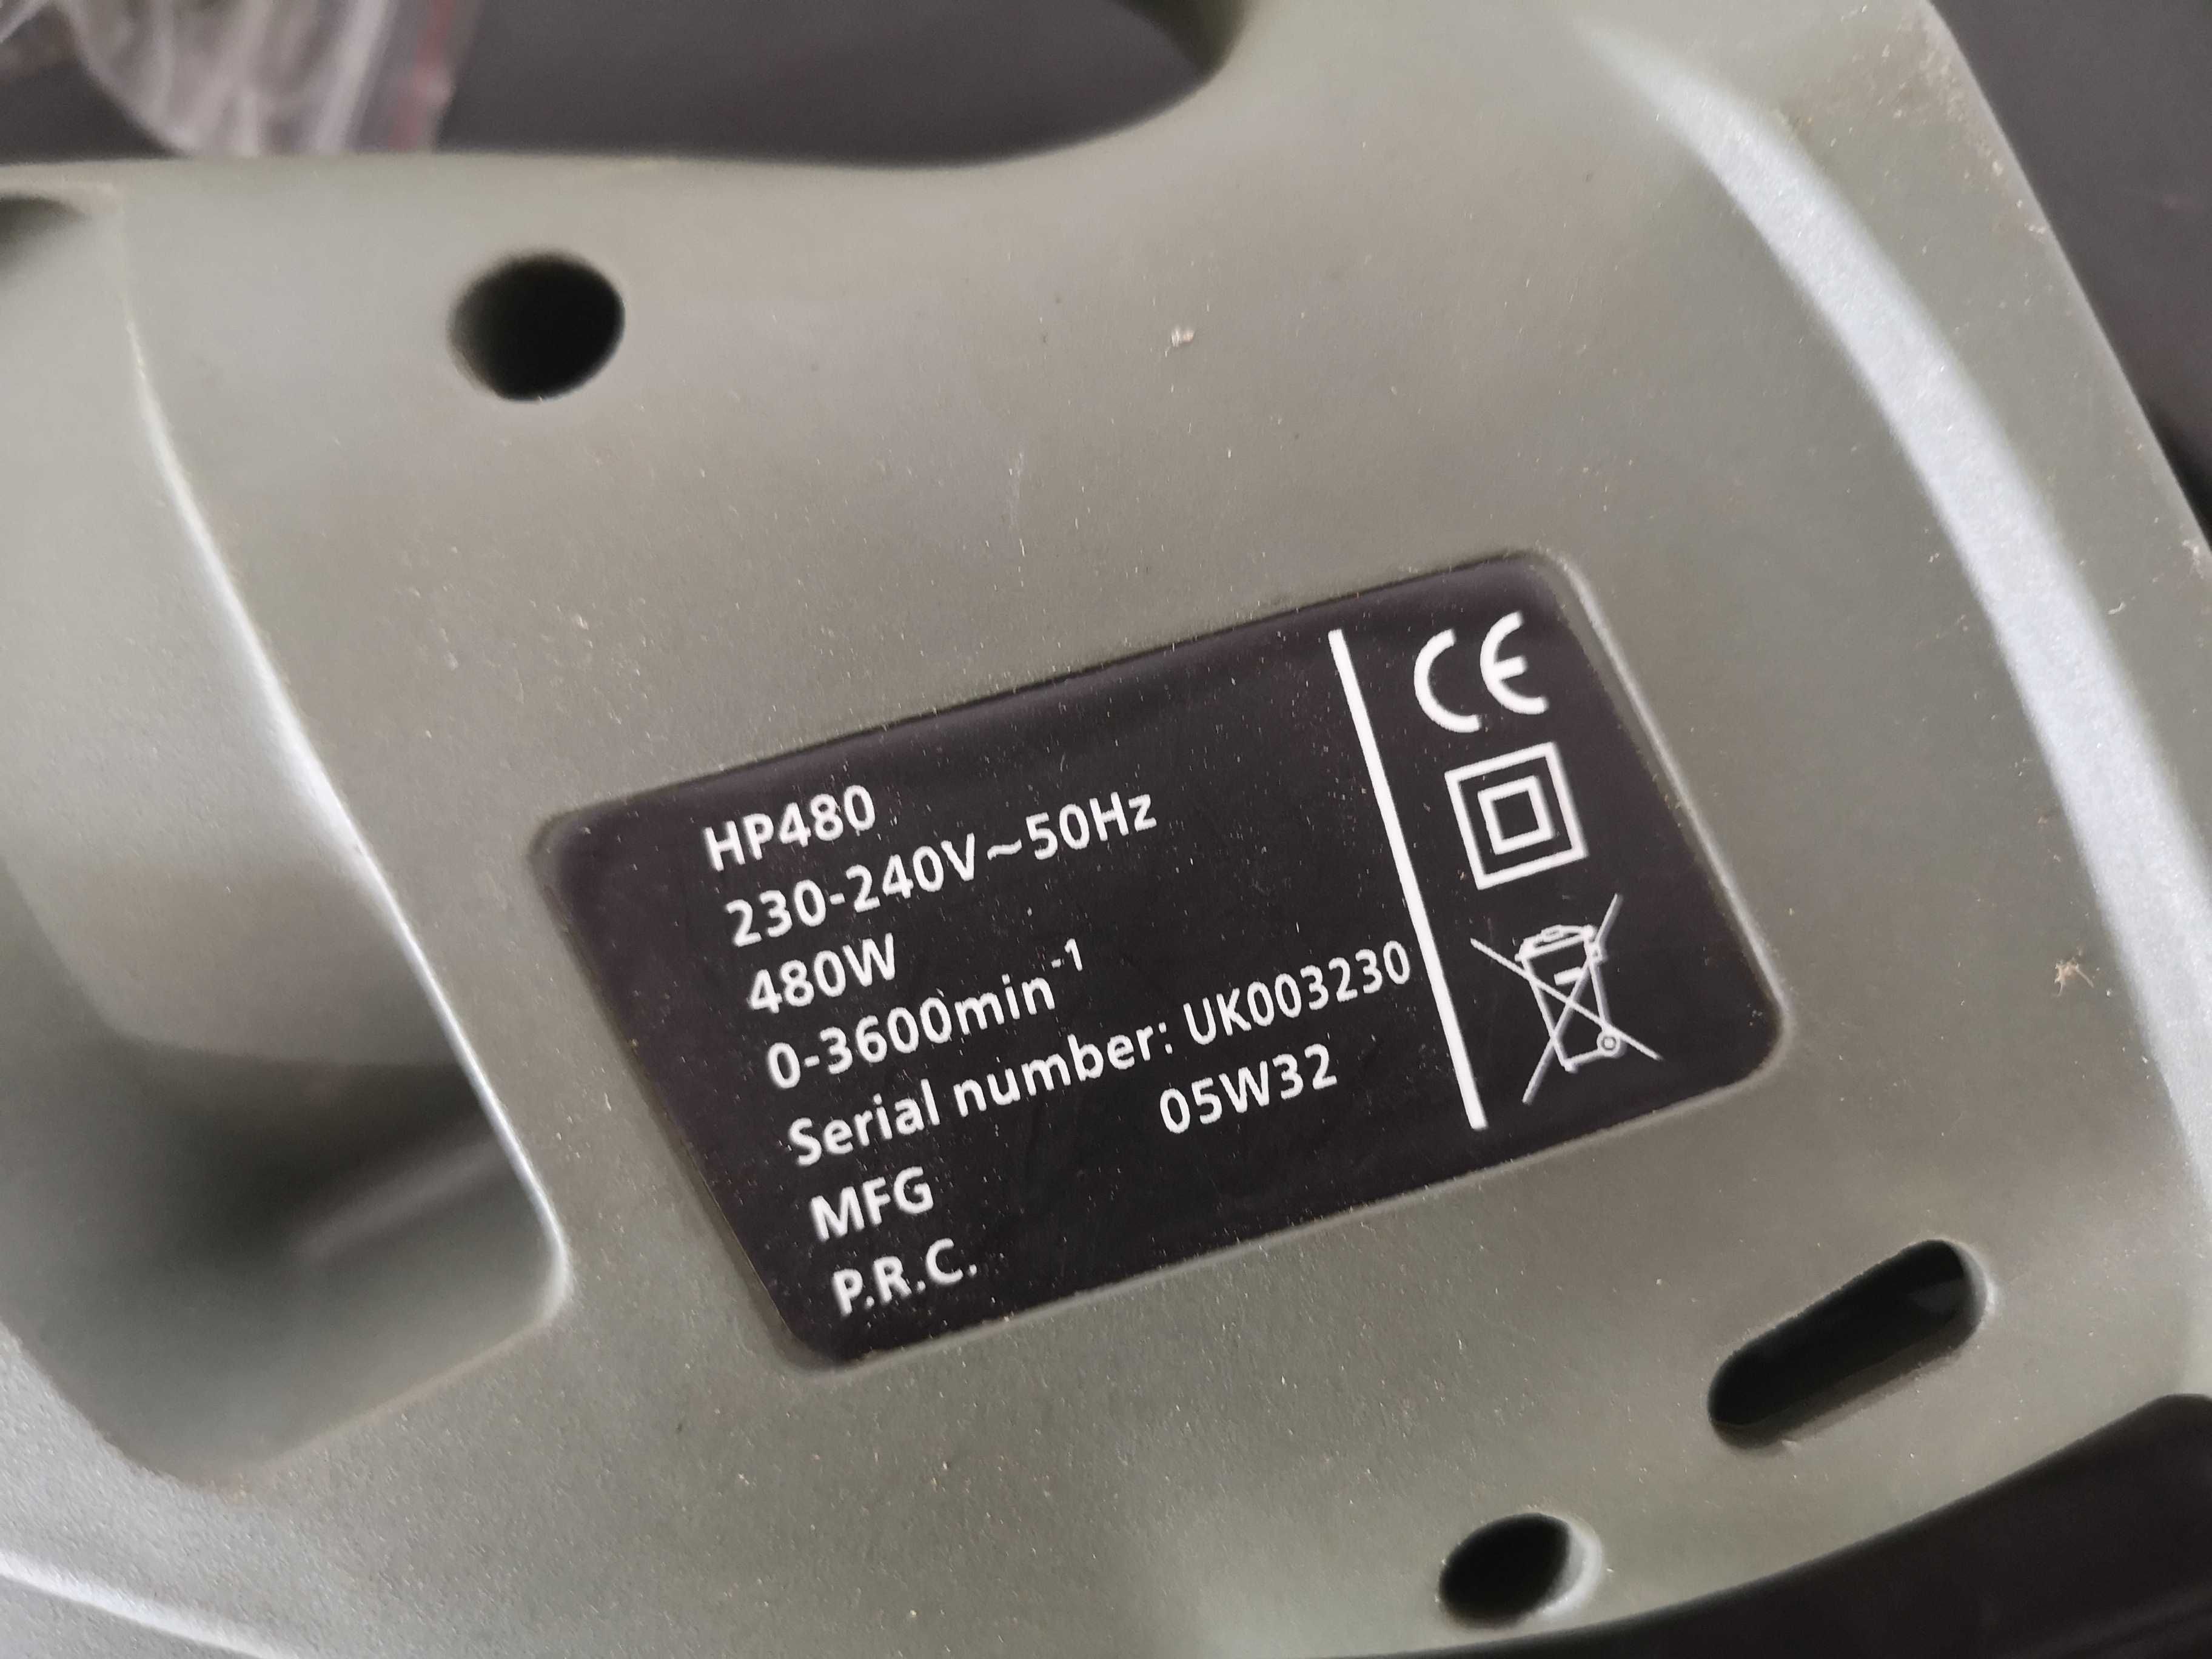 HP480
230-240V~50Hz
480W
0-3600min⁻¹
Serial number: UK003230
05W32
MFG
P.R.C.
CE